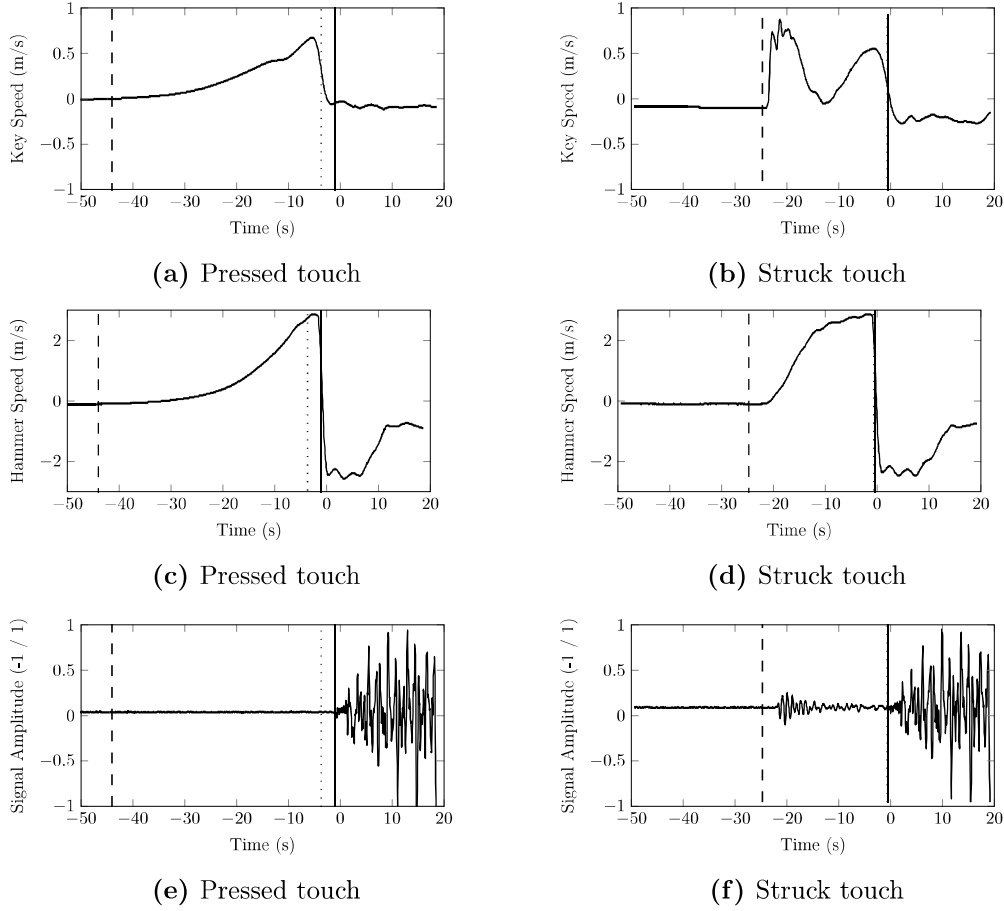 1
0.5
0
−0.5
−1
Key Speed (m/s)
−50 −40 −30 −20 −10 0 10 20
Time (s)
(a) Pressed touch
1
0.5
0
−0.5
−1
Key Speed (m/s)
−50 −40 −30 −20 −10 0 10 20
Time (s)
(b) Struck touch
2
0
−2
Hammer Speed (m/s)
−50 −40 −30 −20 −10 0 10 20
Time (s)
(c) Pressed touch
2
0
−2
Hammer Speed (m/s)
−50 −40 −30 −20 −10 0 10 20
Time (s)
(d) Struck touch
1
0.5
0
−0.5
−1
Signal Amplitude (-1 / 1)
−50 −40 −30 −20 −10 0 10 20
Time (s)
(e) Pressed touch
1
0.5
0
−0.5
−1
Signal Amplitude (-1 / 1)
−50 −40 −30 −20 −10 0 10 20
Time (s)
(f) Struck touch